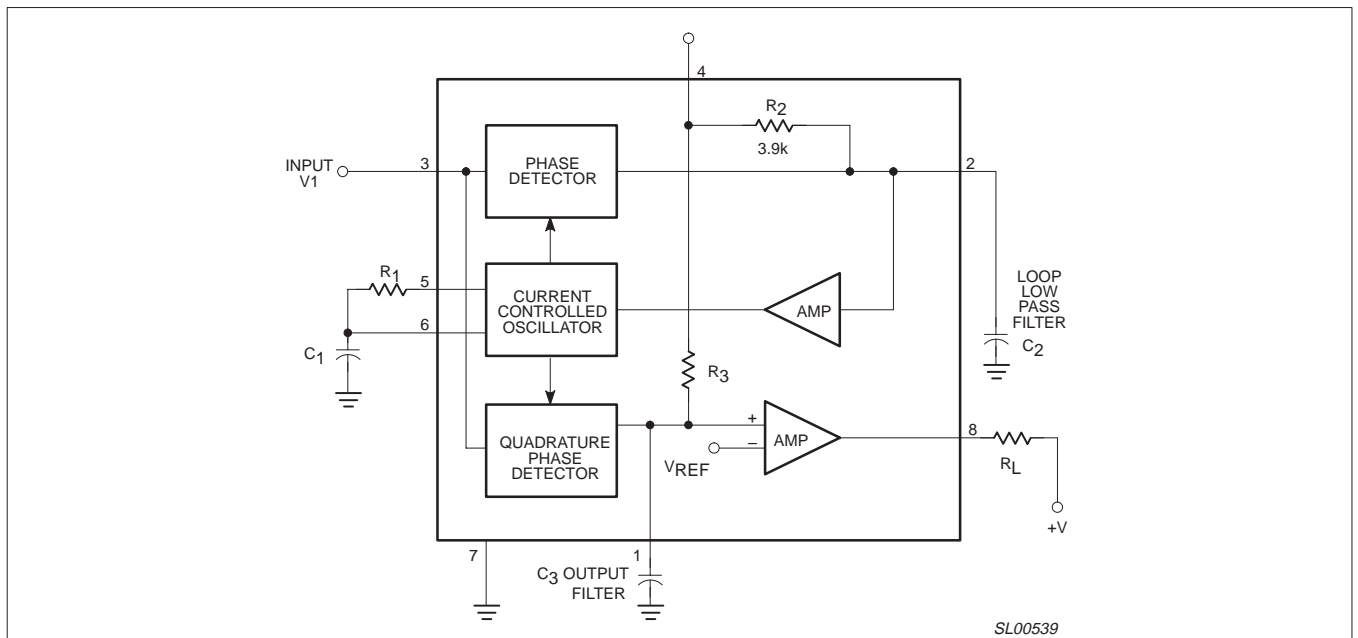 4
R2
3.9k
INPUT
V1
3
PHASE
DETECTOR
2
R1
5
6
C1
CURRENT
CONTROLLED
OSCILLATOR
AMP
LOOP
LOW
PASS
FILTER
C2
R3
QUADRATURE
PHASE
DETECTOR
+
–
VREF
AMP
8
RL
+V
7
1
C3 OUTPUT
FILTER
SL00539